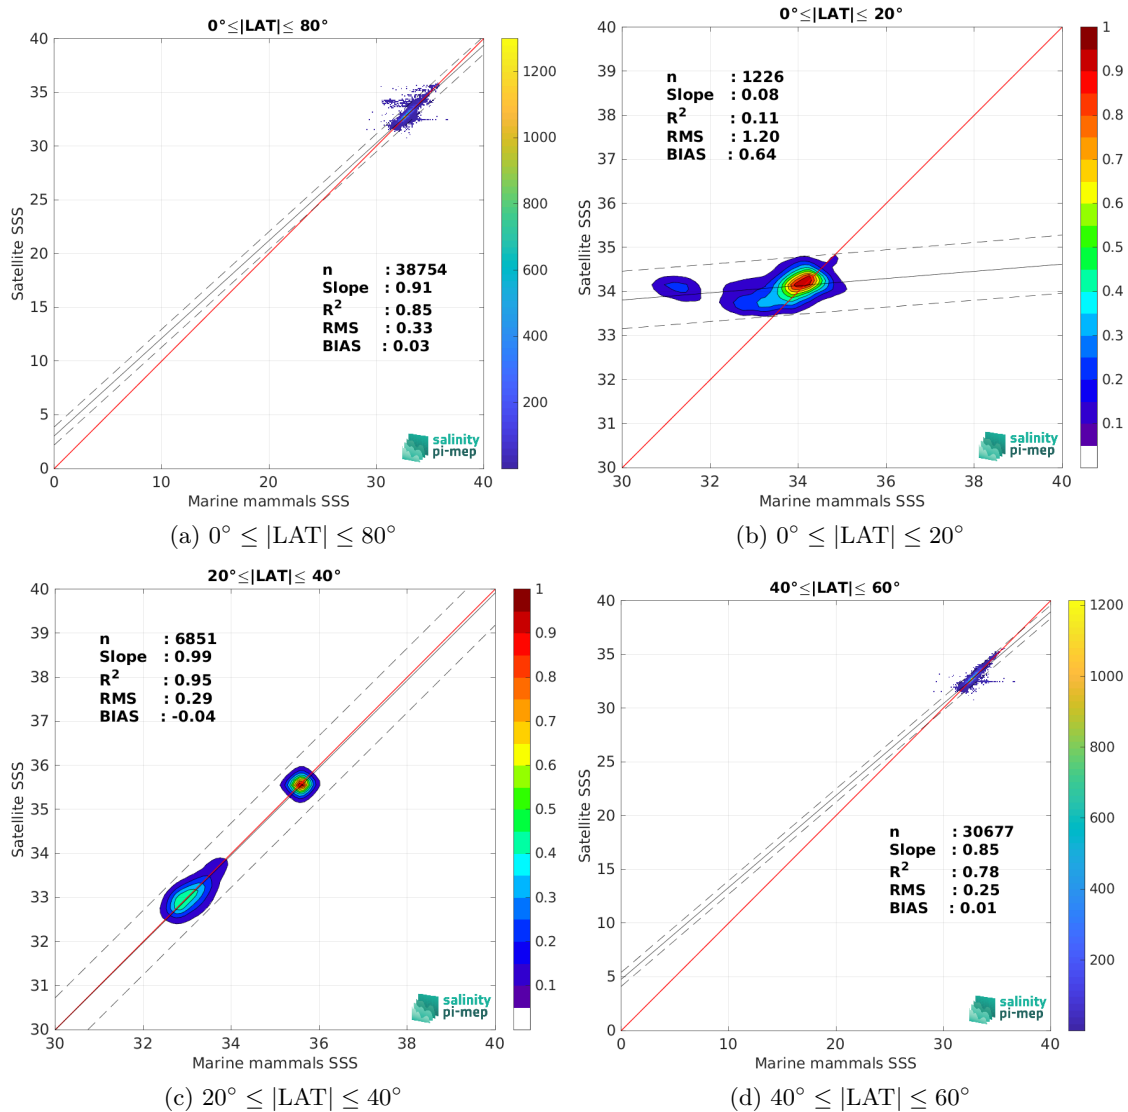 0°≤|LAT|≤ 80°
40
35
30
25
20
15
10
5
0
0 10 20 30 40
Satellite SSS
Marine mammals SSS
n : 38754
Slope : 0.91
R² : 0.85
RMS : 0.33
BIAS : 0.03
salinity
pi-mep
1200
1000
800
600
400
200
(a) 0° ≤ |LAT| ≤ 80°
0°≤|LAT|≤ 20°
40
39
38
37
36
35
34
33
32
31
30
30 32 34 36 38 40
Satellite SSS
Marine mammals SSS
n : 1226
Slope : 0.08
R² : 0.11
RMS : 1.20
BIAS : 0.64
salinity
pi-mep
1
0.9
0.8
0.7
0.6
0.5
0.4
0.3
0.2
0.1
(b) 0° ≤ |LAT| ≤ 20°
20°≤|LAT|≤ 40°
40
39
38
37
36
35
34
33
32
31
30
30 32 34 36 38 40
Satellite SSS
Marine mammals SSS
n : 6851
Slope : 0.99
R² : 0.95
RMS : 0.29
BIAS : -0.04
salinity
pi-mep
1
0.9
0.8
0.7
0.6
0.5
0.4
0.3
0.2
0.1
(c) 20° ≤ |LAT| ≤ 40°
40°≤|LAT|≤ 60°
40
35
30
25
20
15
10
5
0
0 10 20 30 40
Satellite SSS
Marine mammals SSS
n : 30677
Slope : 0.85
R² : 0.78
RMS : 0.25
BIAS : 0.01
salinity
pi-mep
1200
1000
800
600
400
200
(d) 40° ≤ |LAT| ≤ 60°